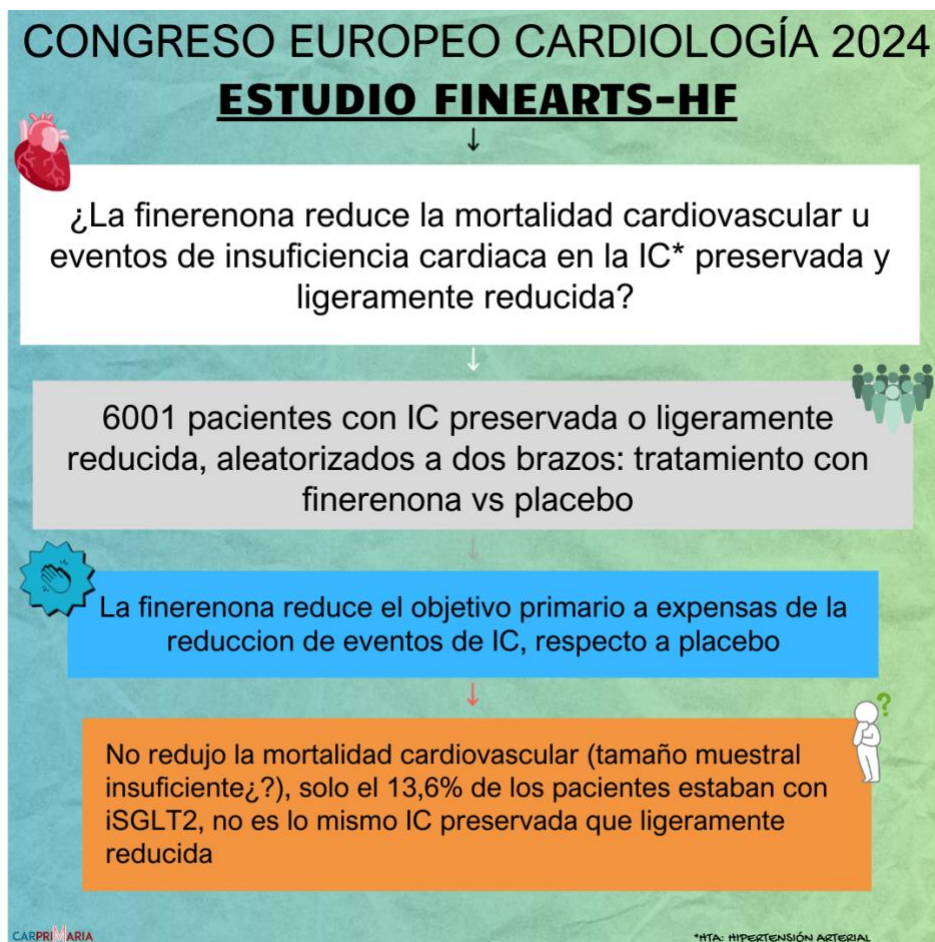 CONGRESO EUROPEO CARDIOLOGÍA 2024
ESTUDIO FINEARTS-HF
¿La finerenona reduce la mortalidad cardiovascular u
eventos de insuficiencia cardiaca en la IC* preservada y
ligeramente reducida?
6001 pacientes con IC preservada o ligeramente
reducida, aleatorizados a dos brazos: tratamiento con
finerenona vs placebo
La finerenona reduce el objetivo primario a expensas de la
reduccion de eventos de IC, respecto a placebo
?
No redujo la mortalidad cardiovascular (tamaño muestral
insuficiente¿?), solo el 13,6% de los pacientes estaban con
iSGLT2, no es lo mismo IC preservada que ligeramente
reducida
CARPRIMARIA
*HTA: HIPERTENSIÓN ARTERIAL